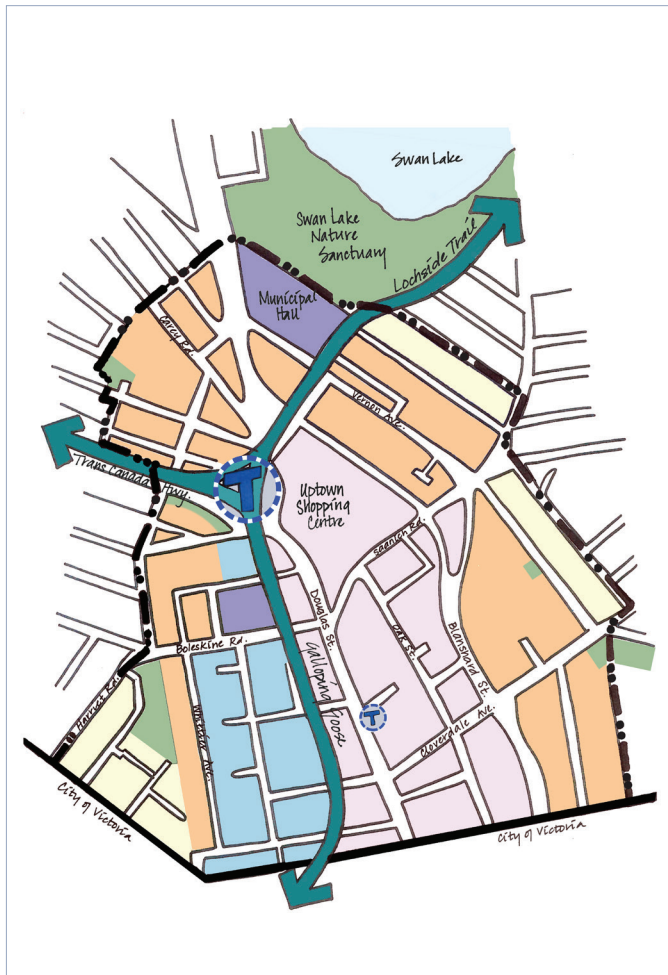 Swan Lake
Swan Lake
Nature
Sanctuary
Lochside Trail
Municipal
Hall
Carey Rd.
Vernon Ave.
Trans Canada Hwy.
T
Uptown
Shopping
Centre
Saanich Rd.
Douglas St.
Oak St.
Blanshard St.
Boleskine Rd.
Galloping Goose
Harriet Rd.
Whittier Ave.
T
Cloverdale Ave.
City of Victoria
City of Victoria